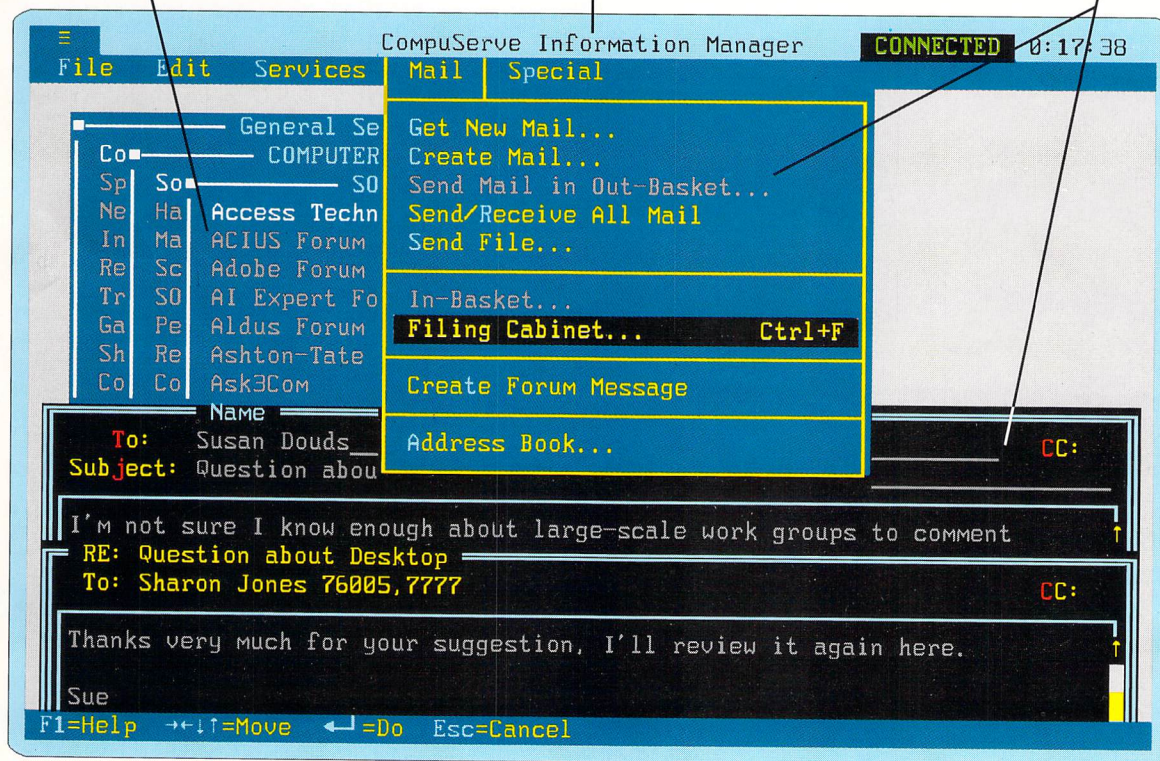 ☰
CompuServe Information Manager CONNECTED 0:17:38
File Edit Services Mail Special
General Se
Co COMPUTER
Sp So SO
Ne Ha Access Techn
In Ma ACIUS Forum
Re Sc Adobe Forum
Tr SO AI Expert Fo
Ga Pe Aldus Forum
Sh Re Ashton-Tate
Co Co Ask3Com
Get New Mail...
Create Mail...
Send Mail in Out-Basket...
Send/Receive All Mail
Send File...
In-Basket...
Filing Cabinet... Ctrl+F
Create Forum Message
Address Book...
Name
To: Susan Douds CC:
Subject: Question abou
I'm not sure I know enough about large-scale work groups to comment ↑
RE: Question about Desktop
To: Sharon Jones 76005,7777 CC:
Thanks very much for your suggestion, I'll review it again here. ↑
Sue
F1=Help →←↓↑=Move ↵=Do Esc=Cancel